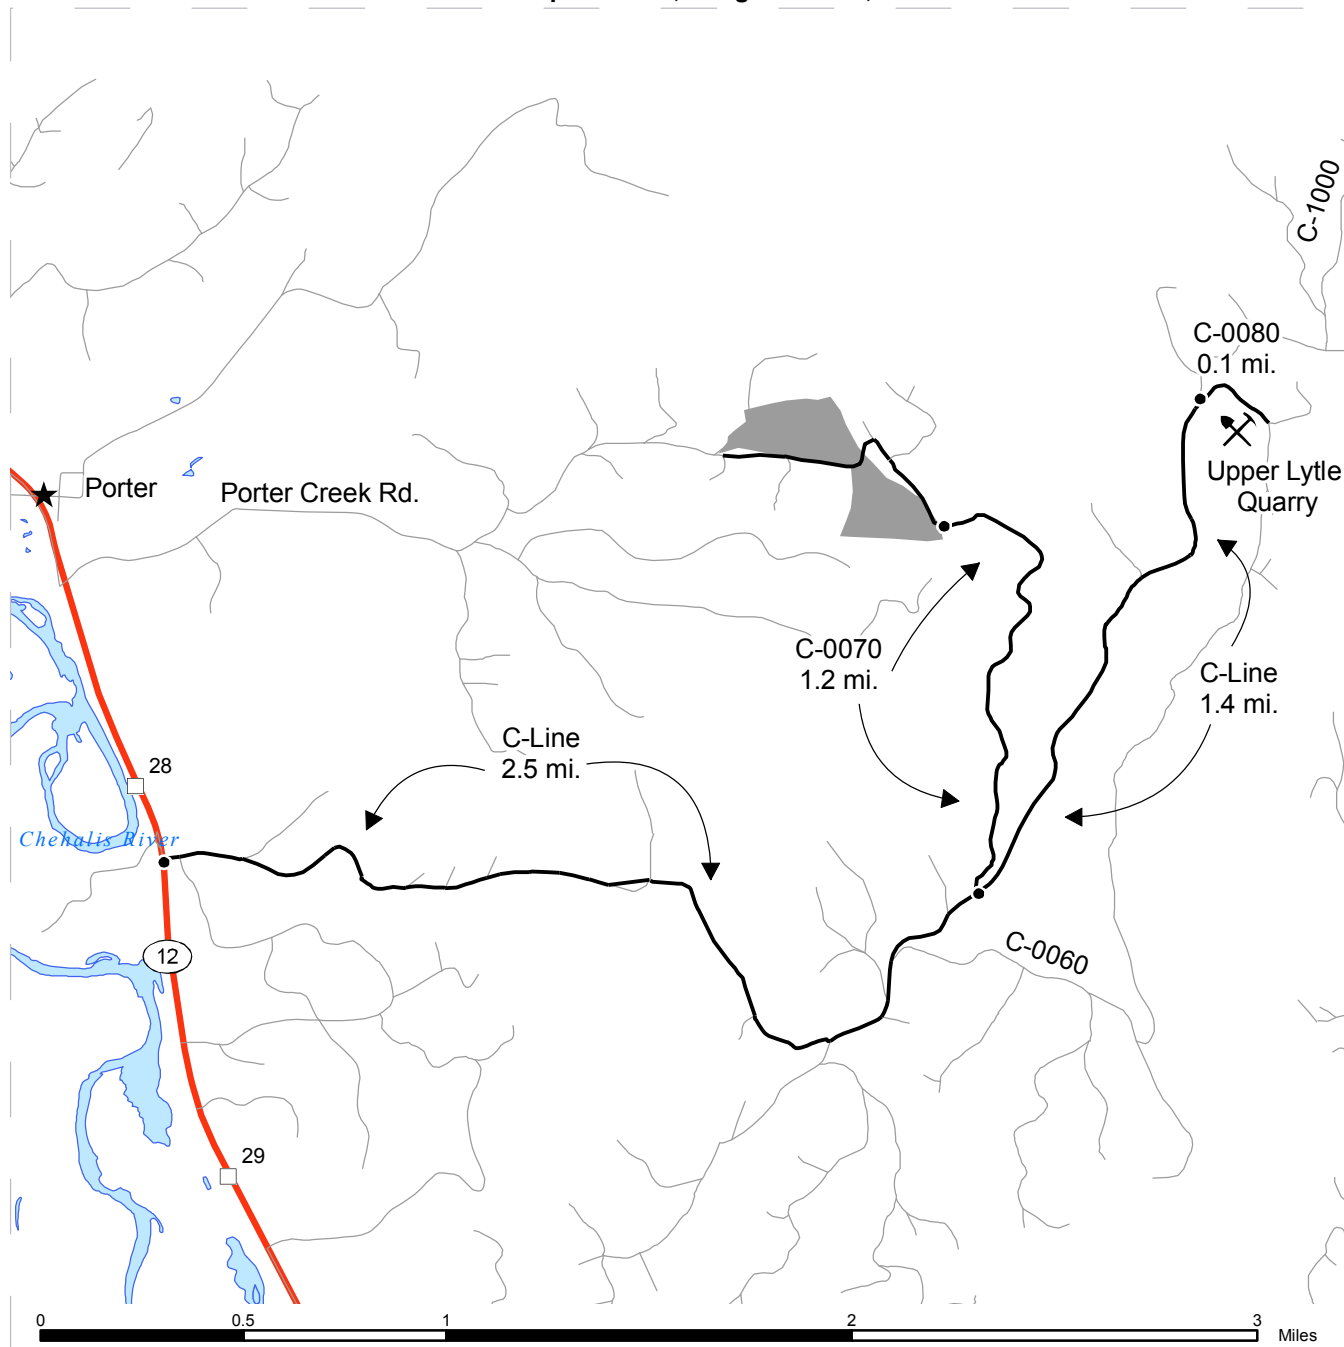 C-1000
C-0080
0.1 mi.
Upper Lytle
Quarry
Porter
Porter Creek Rd.
C-0070
1.2 mi.
C-Line
1.4 mi.
C-Line
2.5 mi.
28
Chehalis River
12
C-0060
29
0
0.5
1
2
3
Miles